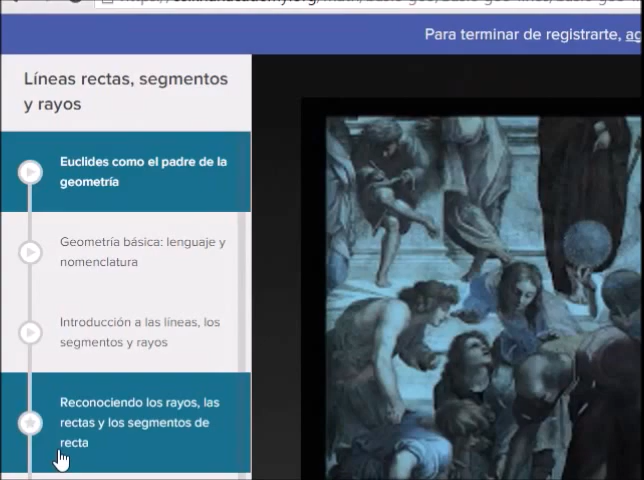 Para terminar de registrarte,
Líneas rectas, segmentos
y rayos
Euclides como el padre de la
geometría
Geometría básica: lenguaje y
nomenclatura
Introducción a las líneas, los
segmentos y rayos
Reconociendo los rayos, las
rectas y los segmentos de
recta